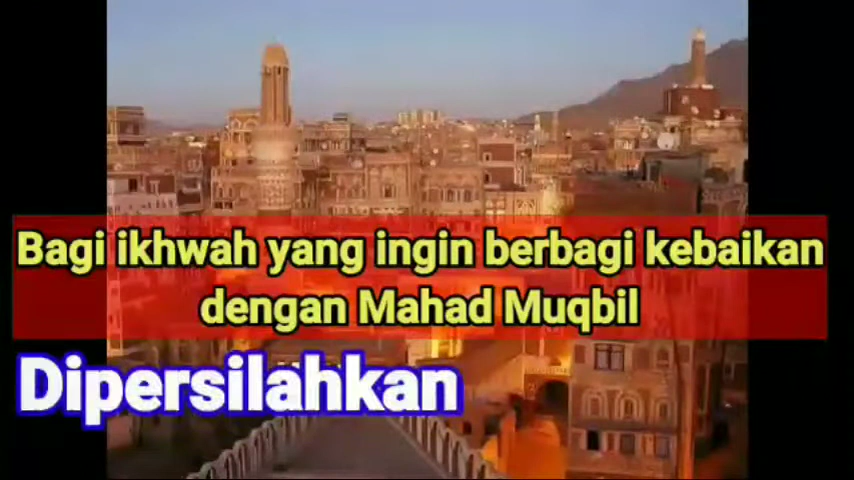 Bagi ikhwah yang ingin berbagi kebaikan
dengan Mahad Muqbil
Dipersilahkan